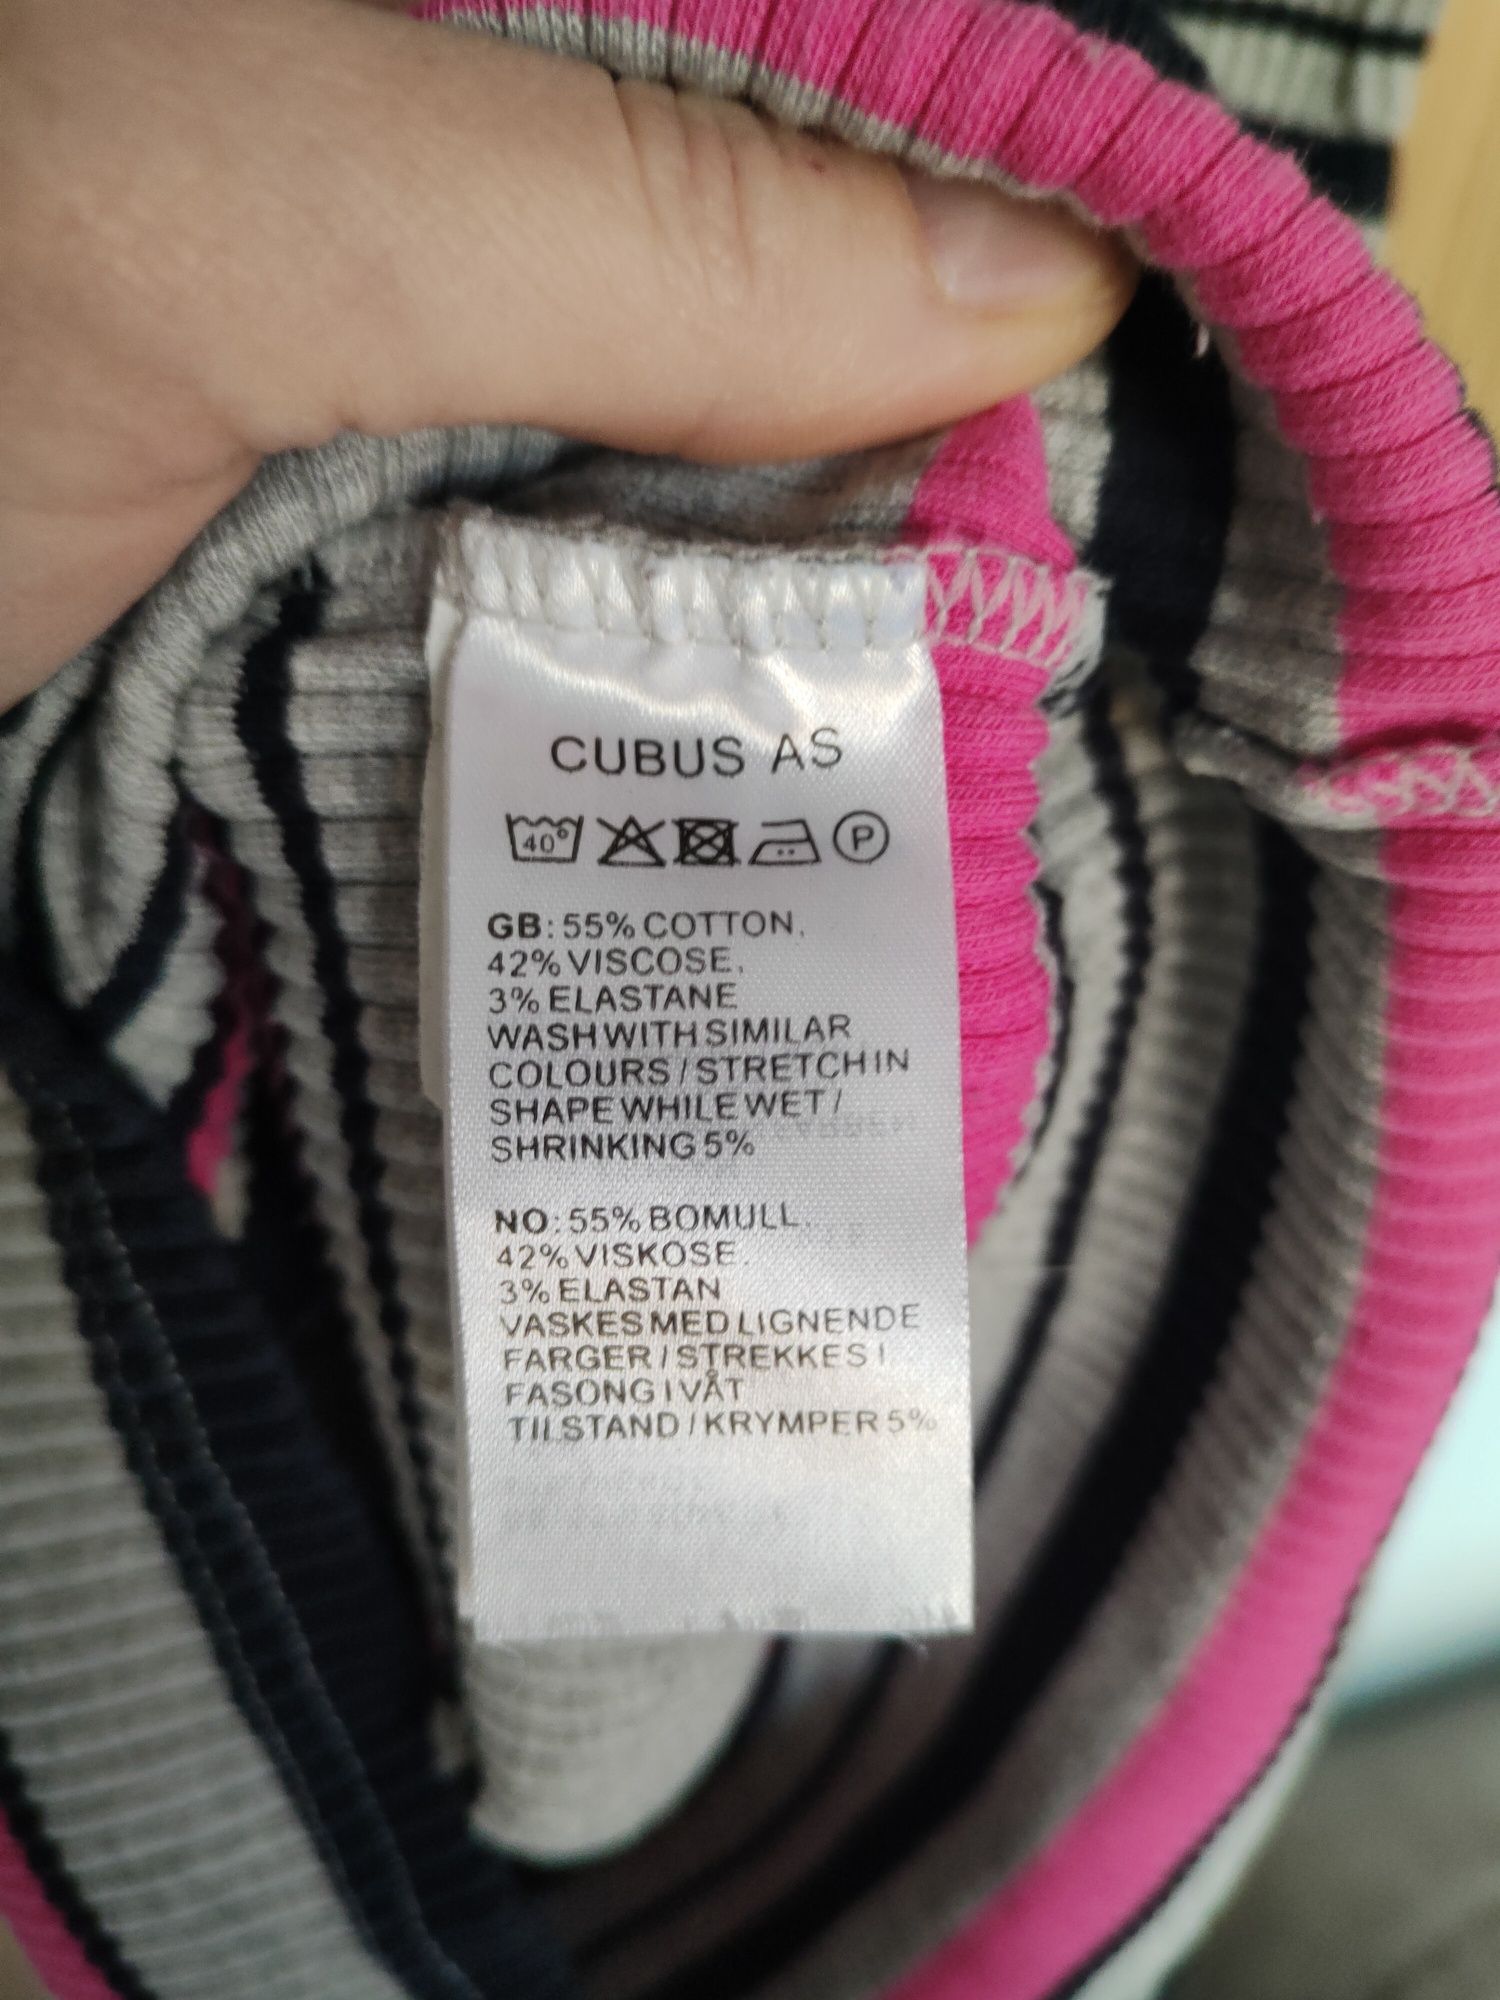 CUBUS AS
40°
P
GB: 55% COTTON,
42% VISCOSE,
3% ELASTANE
WASH WITH SIMILAR
COLOURS / STRETCH IN
SHAPE WHILE WET /
SHRINKING 5%
NO: 55% BOMULL,
42% VISKOSE.
3% ELASTAN
VASKES MED LIGNENDE
FARGER / STREKKES I
FASONG I VÅT
TILSTAND / KRYMPER 5%